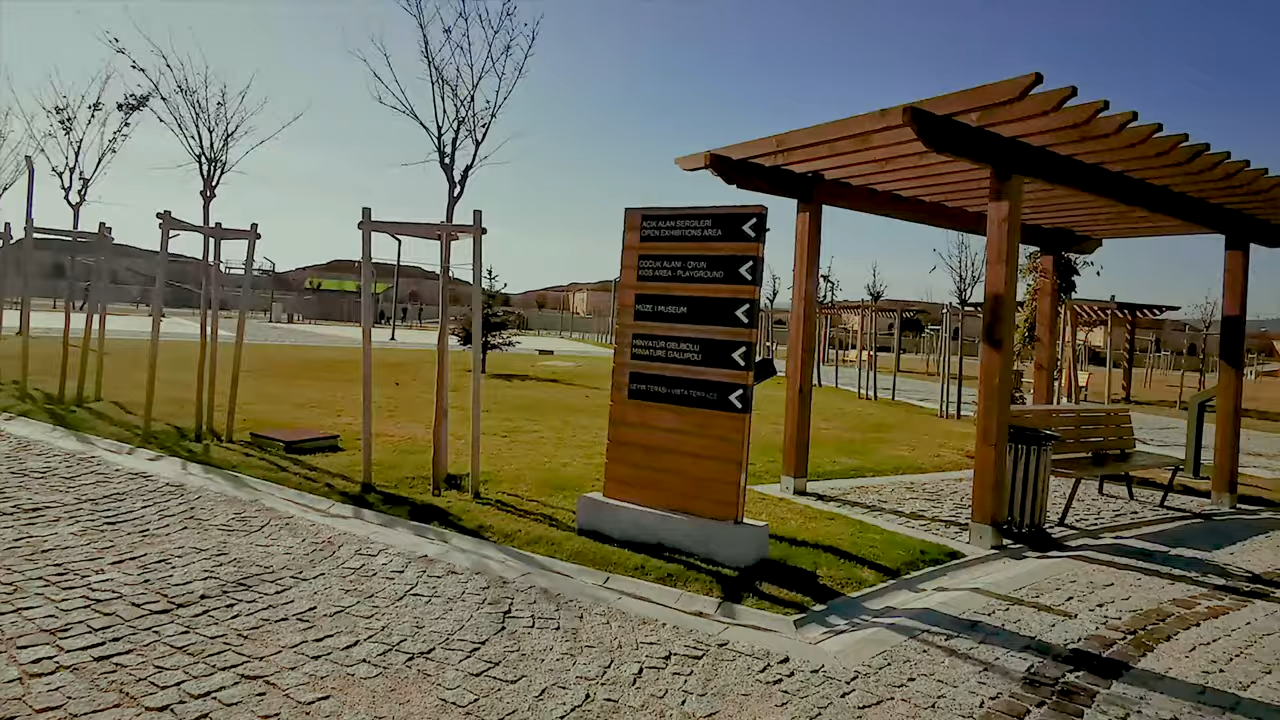 AÇIK ALAN SERGİLERİ
OPEN EXHIBITIONS AREA
ÇOCUK ALANI - OYUN
KIDS AREA - PLAYGROUND
MÜZE | MUSEUM
MİNYATÜR GELİBOLU
MINIATURE GALLIPOLI
SEYİR TERASI - VISTA TERRACE